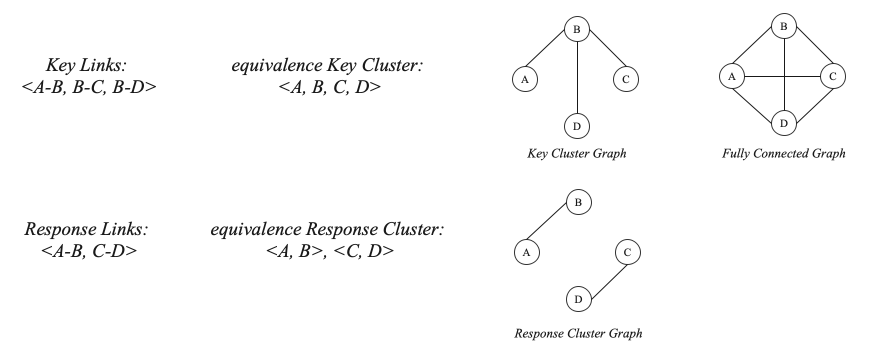 Key Links:
<A-B, B-C, B-D>
equivalence Key Cluster:
<A, B, C, D>
B
A
C
D
Key Cluster Graph
B
A
C
D
Fully Connected Graph
Response Links:
<A-B, C-D>
equivalence Response Cluster:
<A, B>, <C, D>
B
A
C
D
Response Cluster Graph